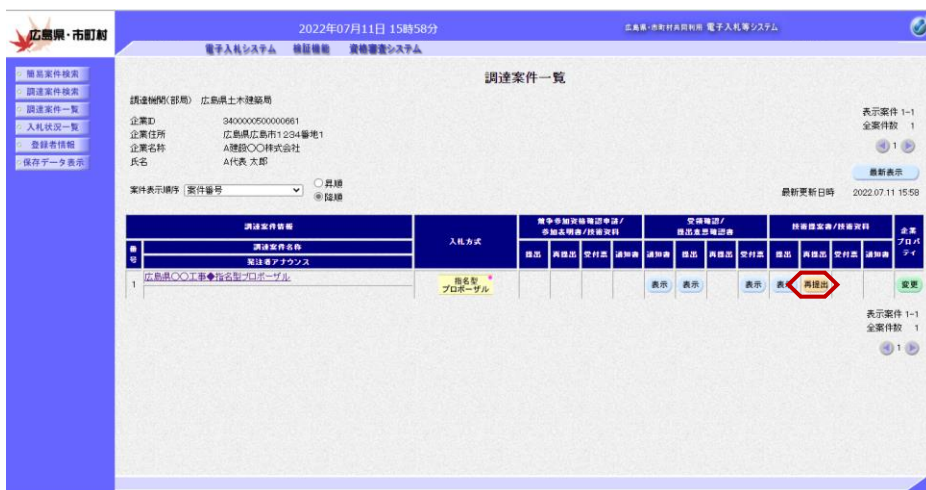 広島県・市町村
2022年07月11日 15時58分
広島県・市町村共同利用 電子入札等システム
電子入札システム 検証機能 資格審査システム
簡易案件検索
調達案件検索
調達案件一覧
入札状況一覧
登録者情報
保存データ表示
調達案件一覧
調達機関(部局) 広島県土木建築局
企業ID 3400000500000661
企業住所 広島県広島市1234番地1
企業名称 A建設〇〇株式会社
氏名 A代表 太郎
案件表示順序 案件番号
昇順
降順
表示案件 1-1
全案件数 1
1
最新表示
最新更新日時 2022.07.11 15:58
調達案件情報
番号
調達案件名称
発注者アナウンス
入札方式
競争参加資格確認申請/参加表明書/技術資料
提出 再提出 受付票 通知書
受領確認/提出意思確認書
通知書 提出 再提出 受付票
技術提案書/技術資料
提出 再提出 受付票 通知書
企業プロパティ
1 広島県〇〇工事◆指名型プロポーザル
指名型プロポーザル
表示 表示 表示 再提出 変更
表示案件 1-1
全案件数 1
1